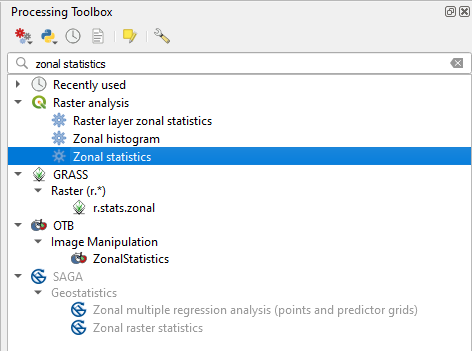 Processing Toolbox
zonal statistics
Recently used
Raster analysis
Raster layer zonal statistics
Zonal histogram
Zonal statistics
GRASS
Raster (r.*)
r.stats.zonal
OTB
Image Manipulation
ZonalStatistics
SAGA
Geostatistics
Zonal multiple regression analysis (points and predictor grids)
Zonal raster statistics